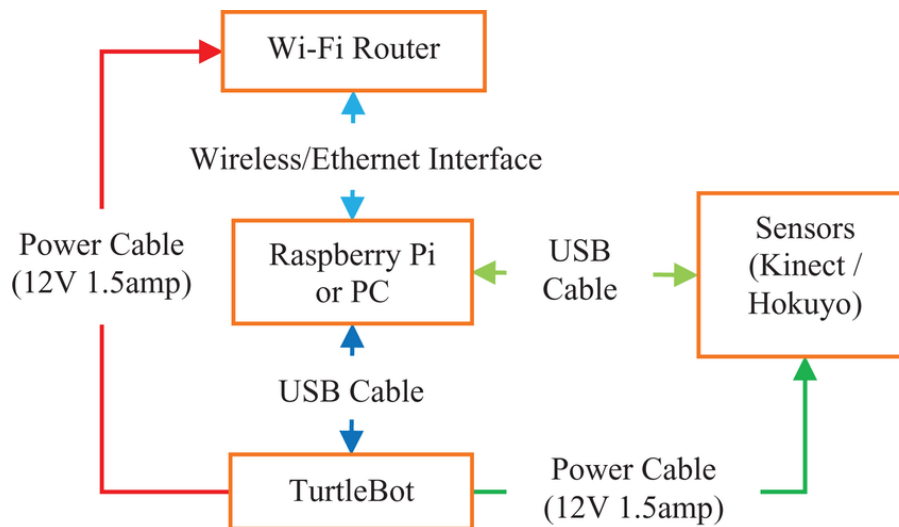 Wi-Fi Router
Wireless/Ethernet Interface
Power Cable
(12V 1.5amp)
Raspberry Pi
or PC
USB
Cable
Sensors
(Kinect /
Hokuyo)
USB Cable
TurtleBot
Power Cable
(12V 1.5amp)